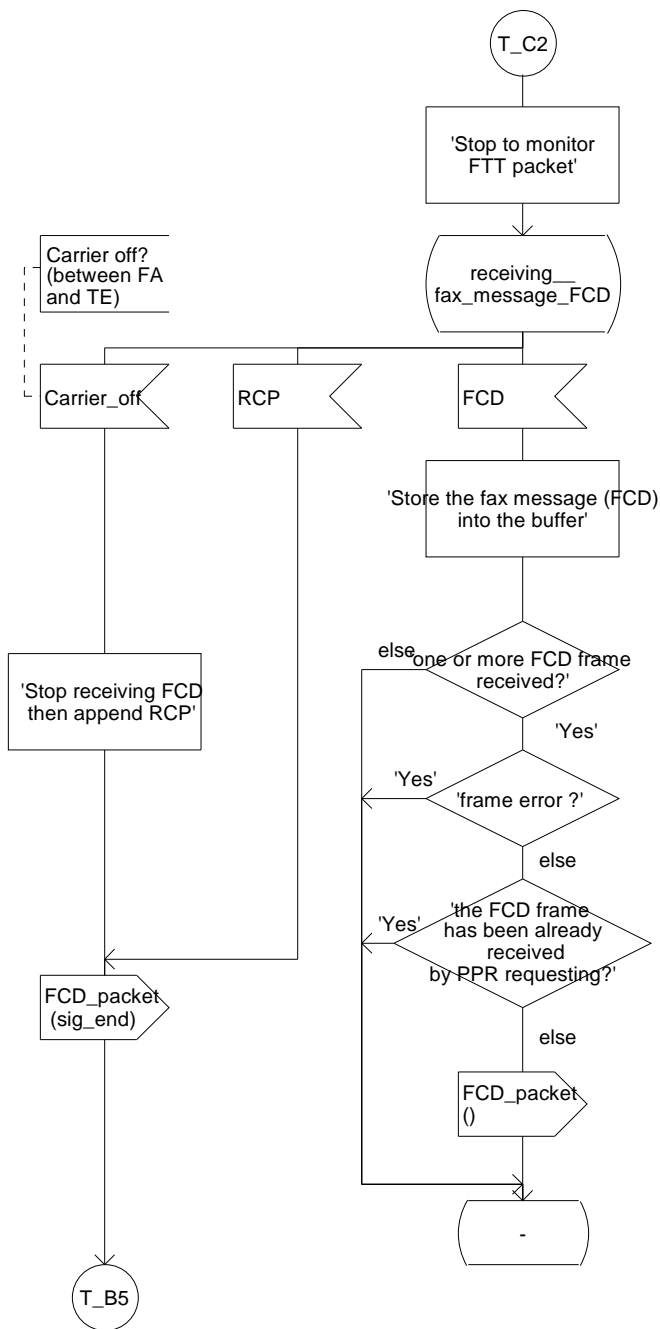 T_C2
'Stop to monitor
FTT packet'
Carrier off?
(between FA
and TE)
receiving__
fax_message_FCD
Carrier_off
RCP
FCD
'Store the fax message (FCD)
into the buffer'
else
'one or more FCD frame
received?'
'Yes'
'Stop receiving FCD
then append RCP'
'Yes'
'frame error ?'
else
'Yes'
'the FCD frame
has been already
received
by PPR requesting?'
FCD_packet
(sig_end)
else
FCD_packet
()
-
T_B5